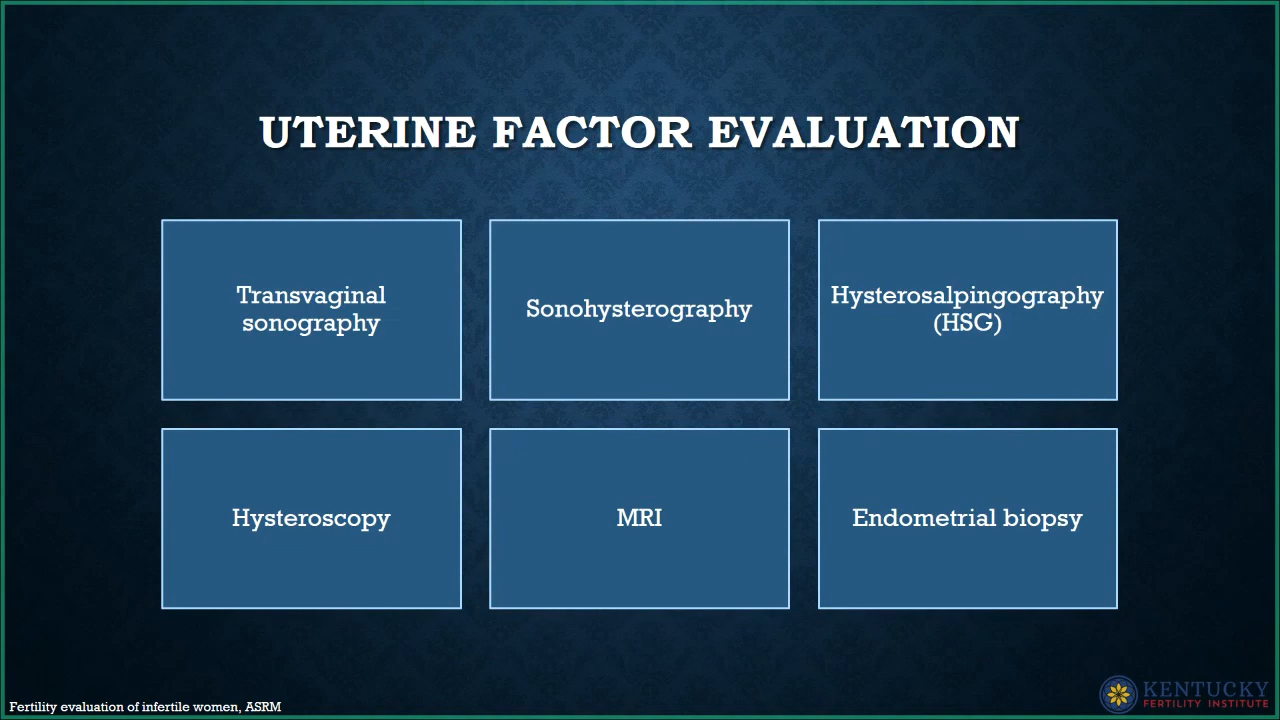 UTERINE FACTOR EVALUATION
Transvaginal
sonography
Sonohysterography
Hysterosalpingography
(HSG)
Hysteroscopy
MRI
Endometrial biopsy
Fertility evaluation of infertile women, ASRM
KENTUCKY
FERTILITY INSTITUTE